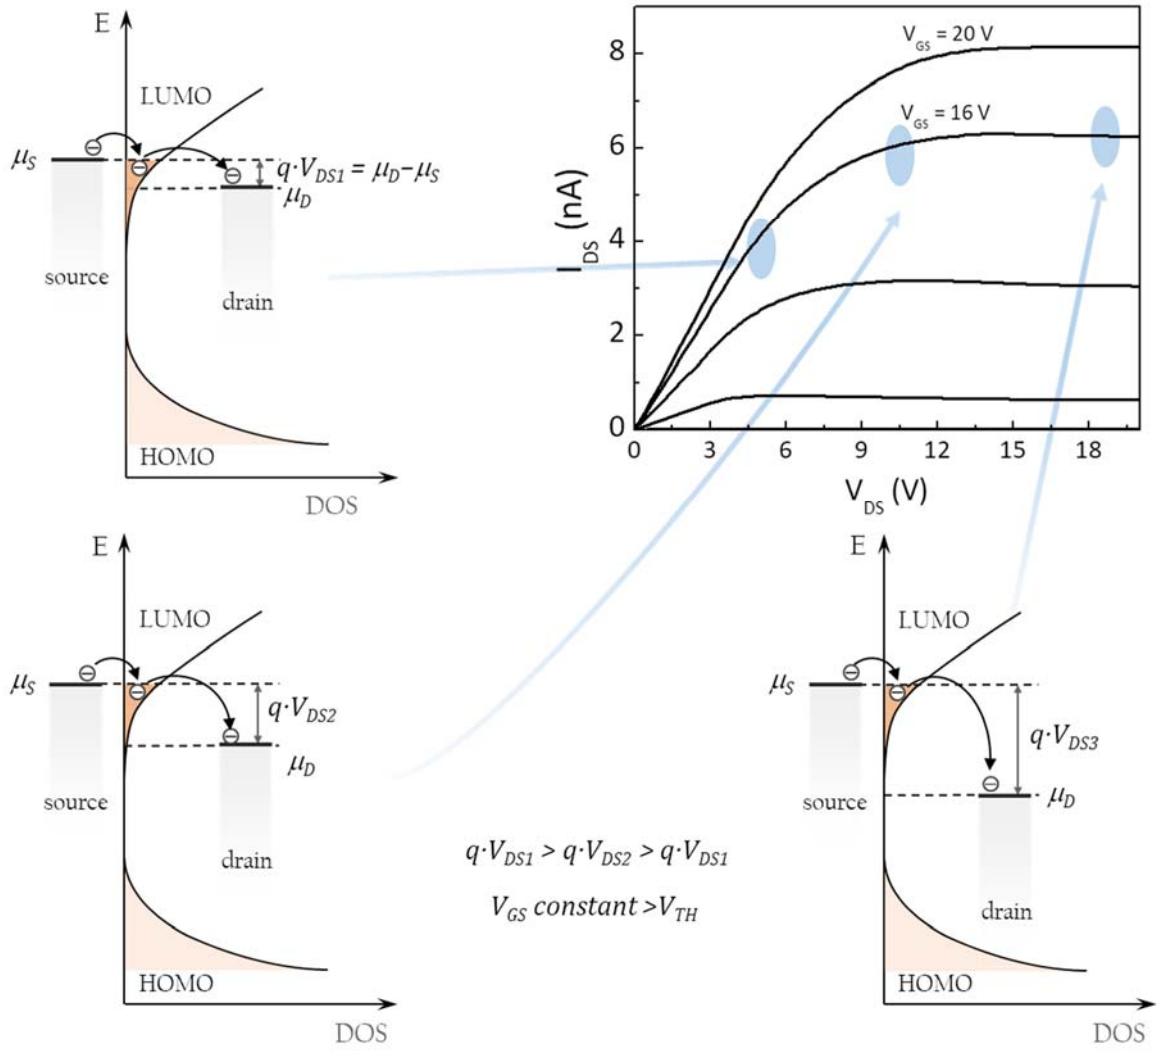 E
LUMO
μS
q·VDS1 = μD–μS
μD
source
drain
HOMO
DOS
VGS = 20 V
VGS = 16 V
8
6
4
2
0
IDS (nA)
0 3 6 9 12 15 18
VDS (V)
E
LUMO
μS
q·VDS2
μD
source
drain
HOMO
DOS
q·VDS1 > q·VDS2 > q·VDS1
VGS constant >VTH
E
LUMO
μS
q·VDS3
μD
source
drain
HOMO
DOS